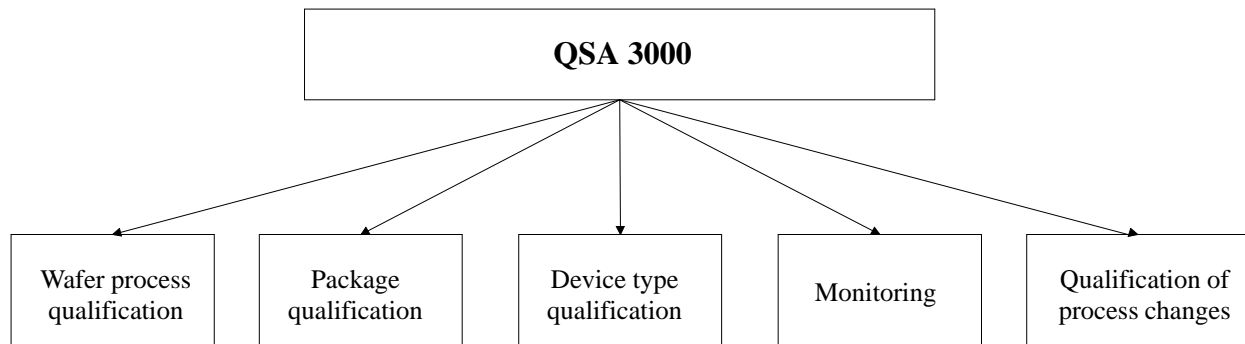 QSA 3000
Wafer process
qualification
Package
qualification
Device type
qualification
Monitoring
Qualification of
process changes